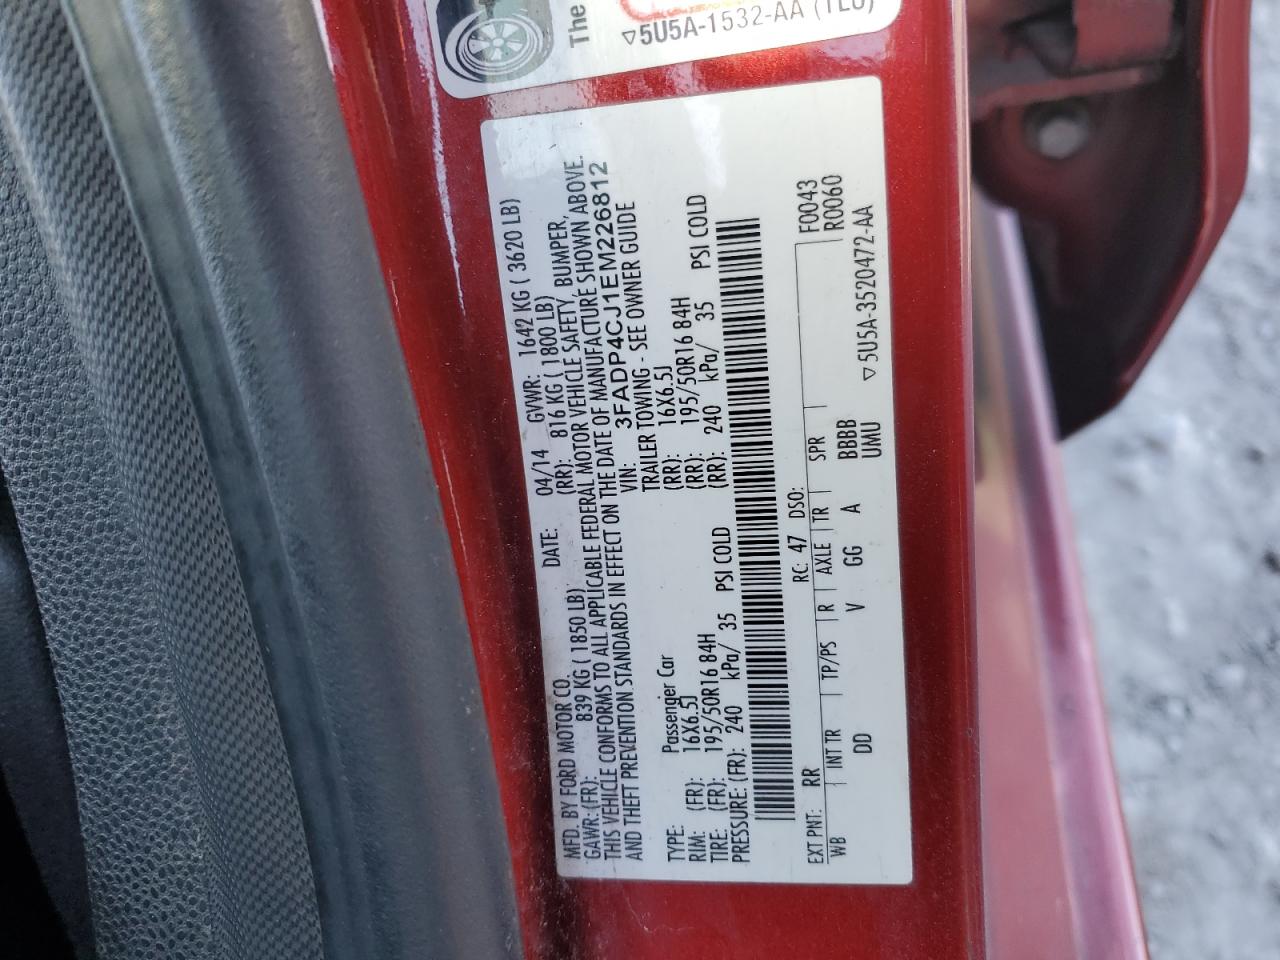 The
▽5U5A-1532-AA
MFD. BY FORD MOTOR CO. DATE: 04/14 GVWR: 1642 KG ( 3620 LB)
GAWR: (FR): 839 KG ( 1850 LB) (RR): 816 KG ( 1800 LB)
THIS VEHICLE CONFORMS TO ALL APPLICABLE FEDERAL MOTOR VEHICLE SAFETY, BUMPER,
AND THEFT PREVENTION STANDARDS IN EFFECT ON THE DATE OF MANUFACTURE SHOWN ABOVE.
VIN: 3FADP4CJ1EM226812
TYPE: Passenger Car TRAILER TOWING - SEE OWNER GUIDE
RIM: (FR): 16X6.5J (RR): 16X6.5J
TIRE: (FR): 195/50R16 84H (RR): 195/50R16 84H
PRESSURE: (FR): 240 kPa/ 35 PSI COLD (RR): 240 kPa/ 35 PSI COLD
EXT PNT: RR RC: 47 DSO: F0043
WB INT TR TP/PS R AXLE TR SPR R0060
DD V GG A BBBB
UMU
▽5U5A-3520472-AA